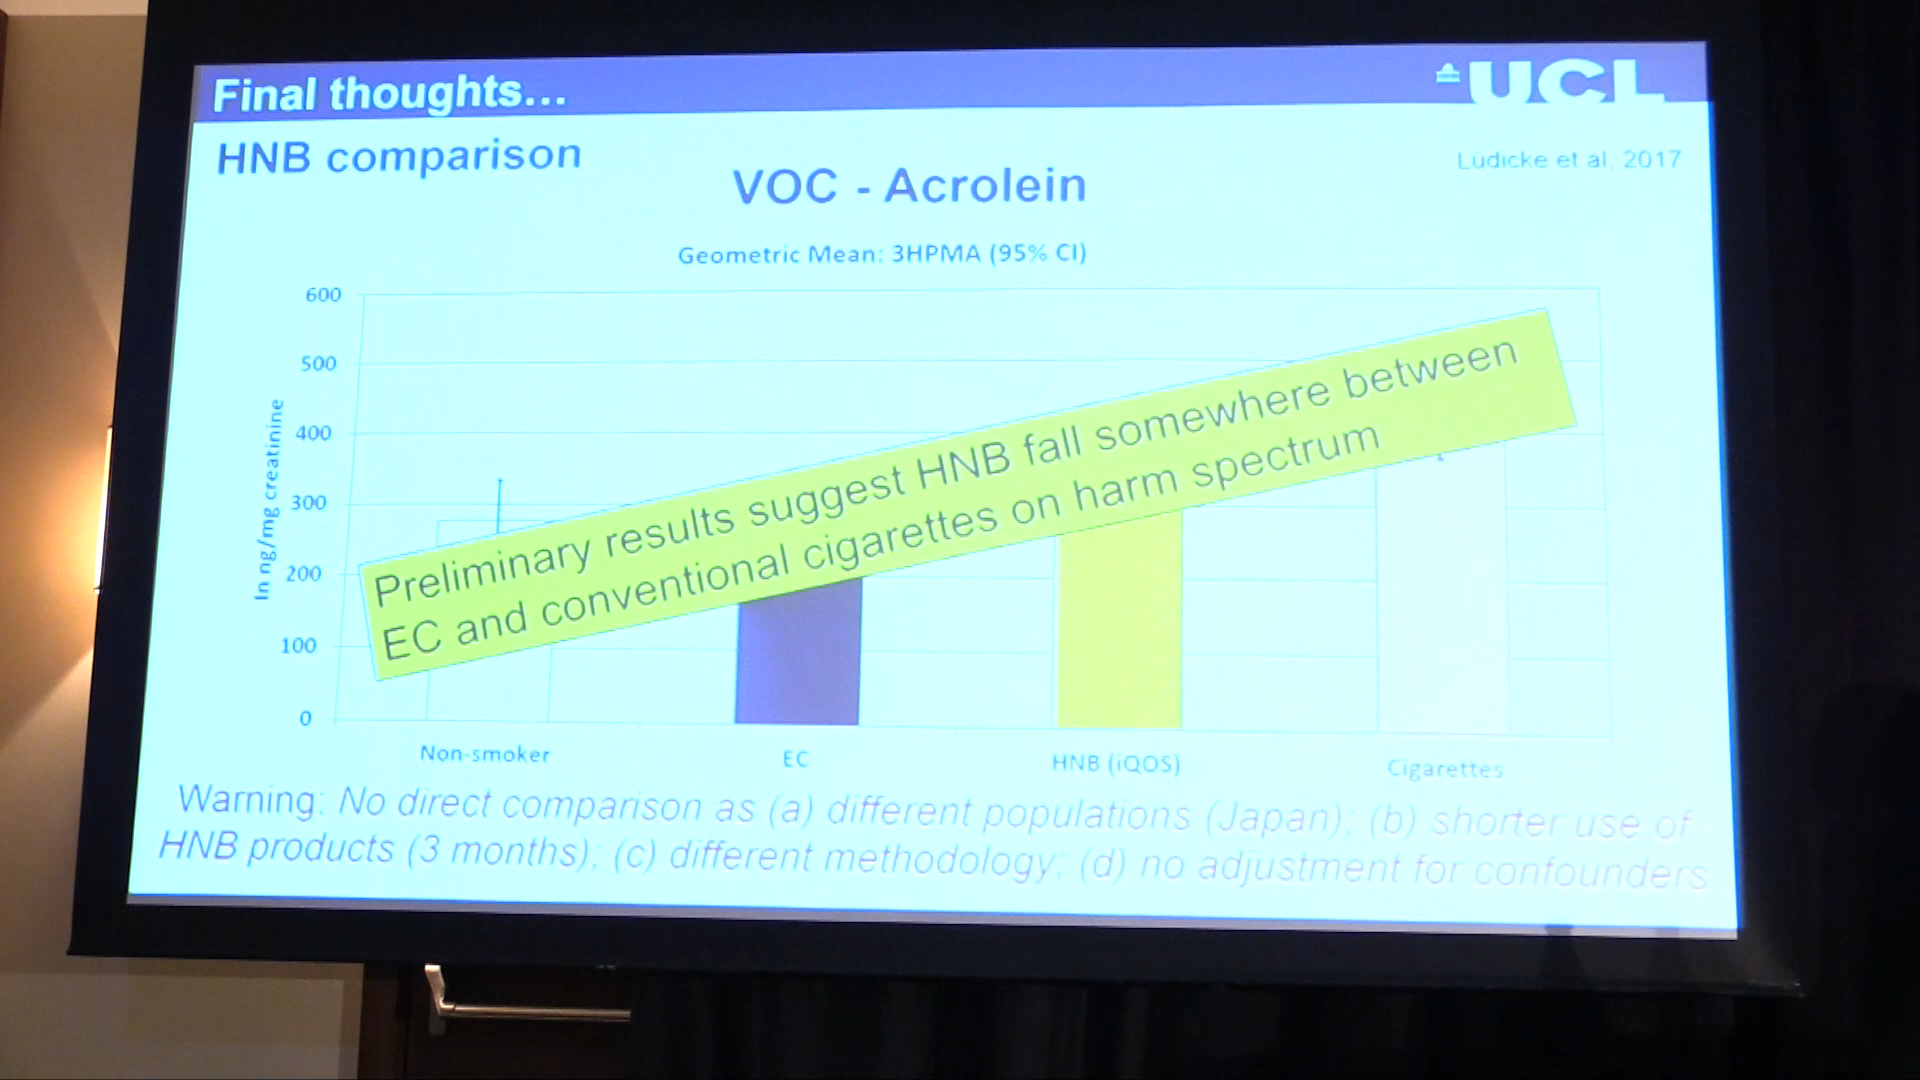 Final thoughts...
UCL
HNB comparison
Lüdicke et al, 2017
VOC - Acrolein
Geometric Mean: 3HPMA (95% CI)
600
500
400
300
200
100
0
In ng/mg creatinine
Preliminary results suggest HNB fall somewhere between
EC and conventional cigarettes on harm spectrum
Non-smoker
EC
HNB (iQOS)
Cigarettes
Warning: No direct comparison as (a) different populations (Japan); (b) shorter use of
HNB products (3 months); (c) different methodology; (d) no adjustment for confounders